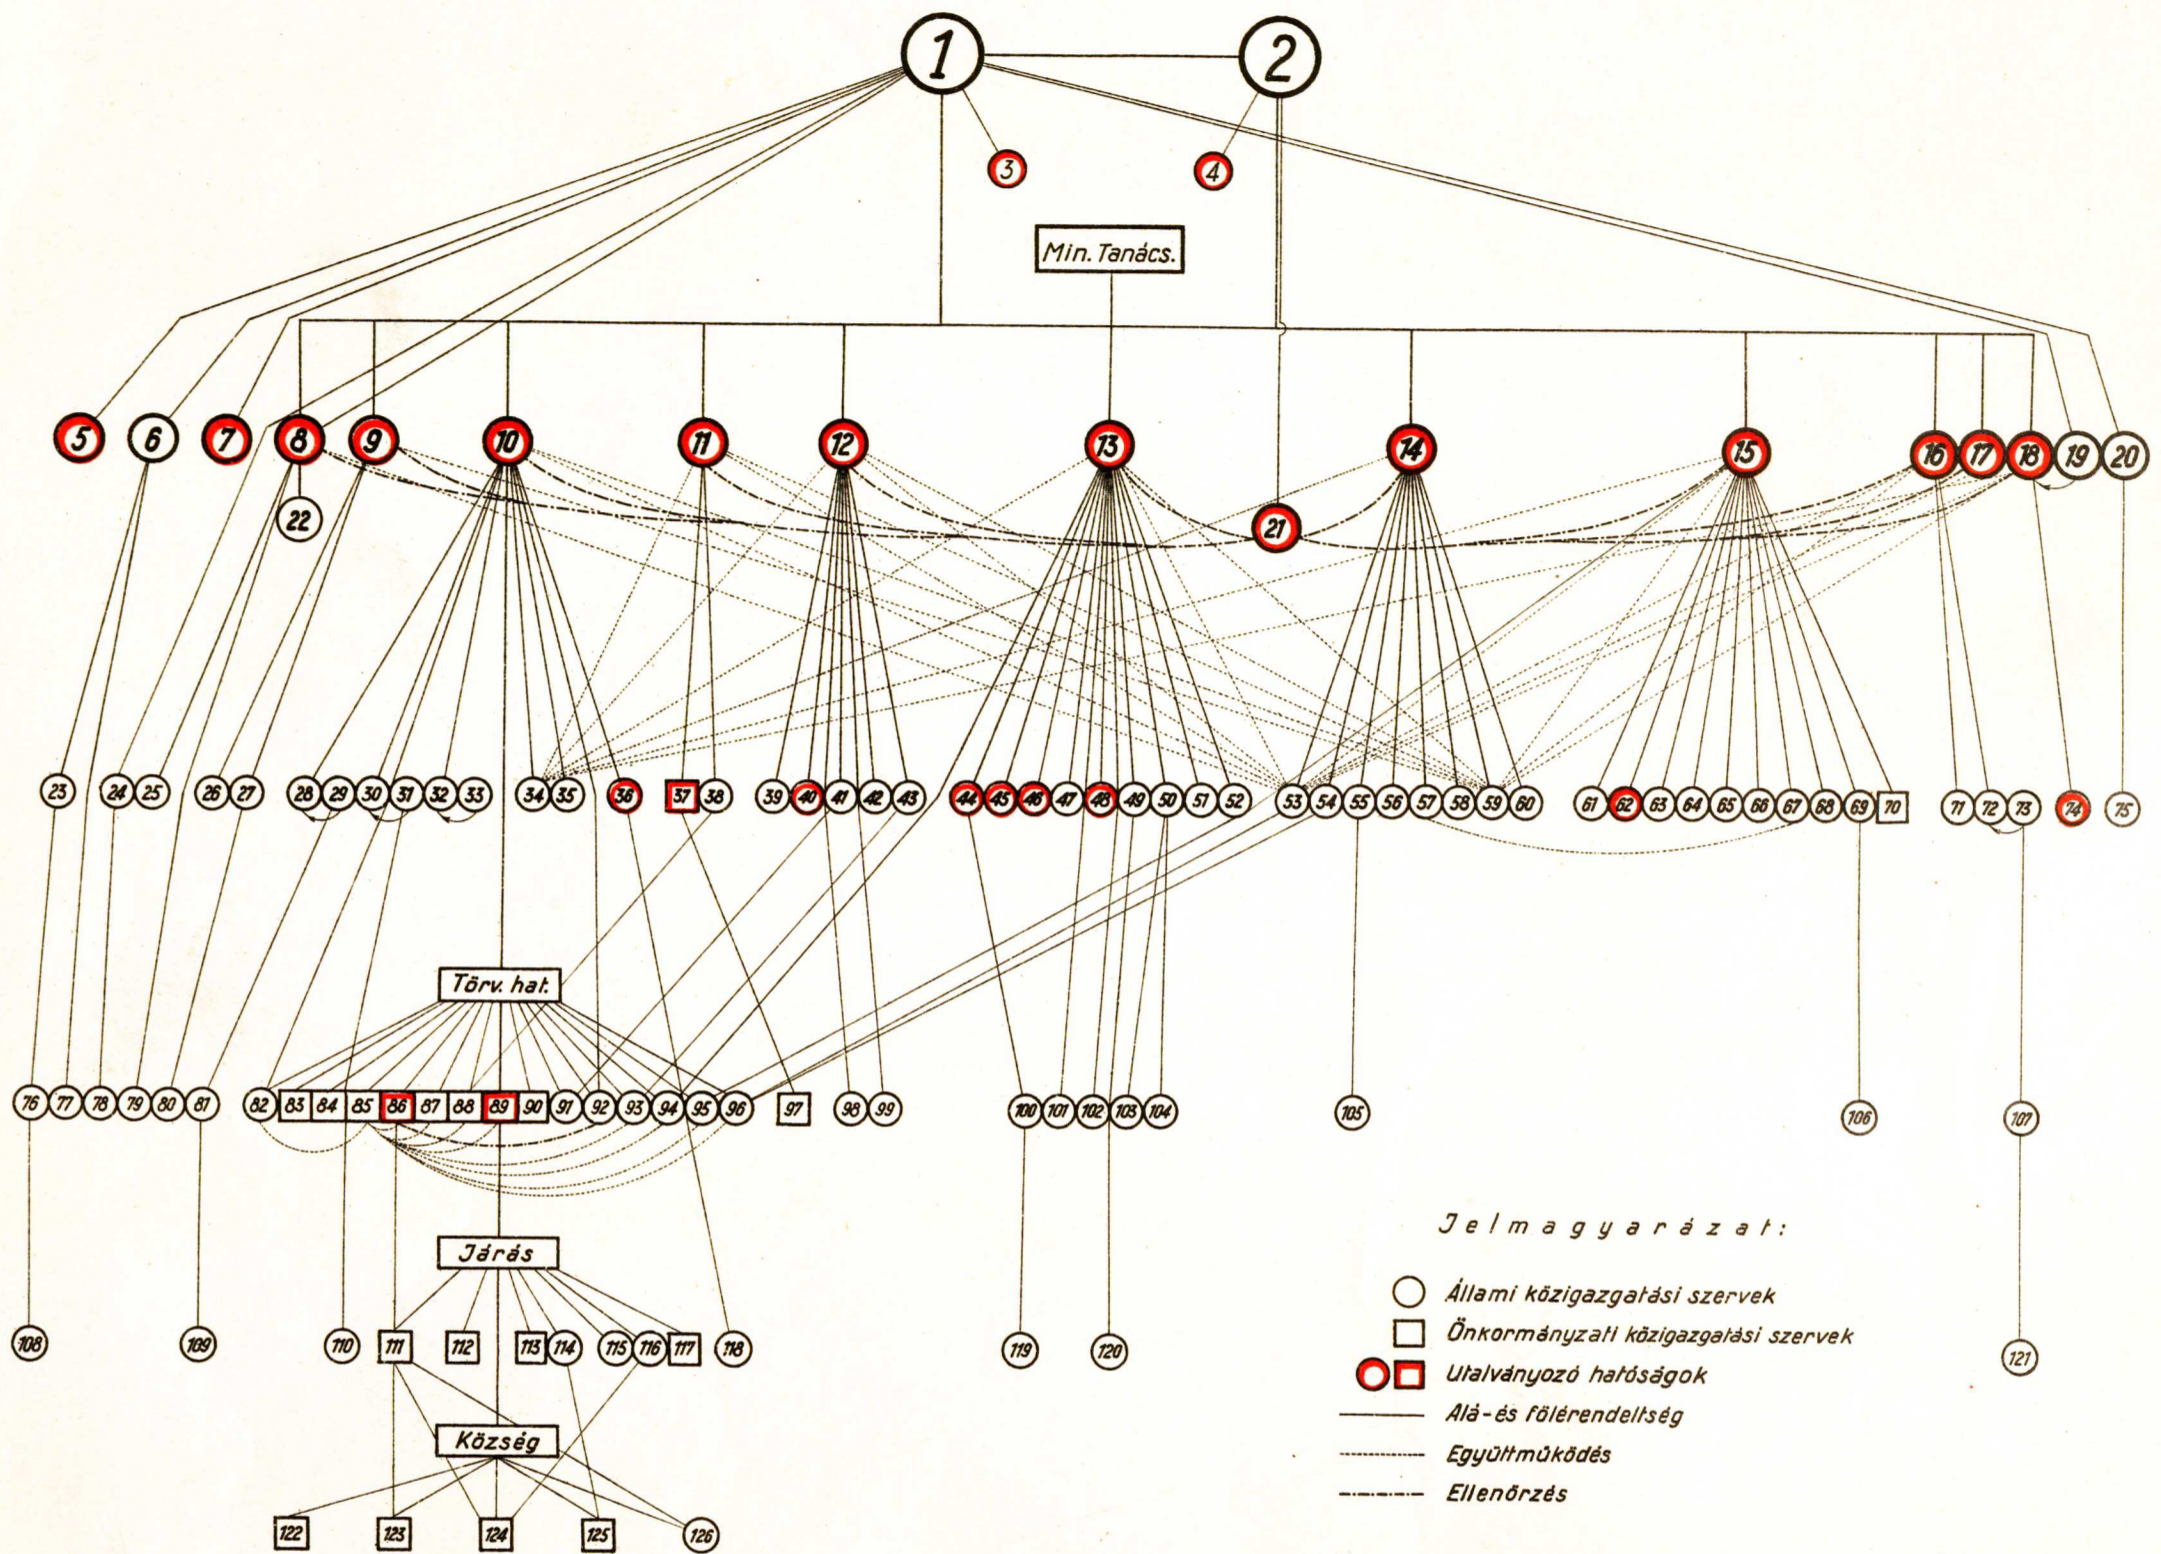 1 2
3 4
Min. Tanács.
5 6 7 8 9 10 11 12 13 14 15 16 17 18 19 20
22 21
23 24 25 26 27 28 29 30 31 32 33 34 35 36 37 38 39 40 41 42 43 44 45 46 47 48 49 50 51 52 53 54 55 56 57 58 59 60 61 62 63 64 65 66 67 68 69 70 71 72 73 74 75
Törv. hat.
76 77 78 79 80 81 82 83 84 85 86 87 88 89 90 91 92 93 94 95 96 97 98 99 100 101 102 103 104 105 106 107
Járás
108 109 110 111 112 113 114 115 116 117 118 119 120 121
Község
122 123 124 125 126
Jelmagyarázat:
Állami közigazgatási szervek
Önkormányzati közigazgatási szervek
Utalványozó hatóságok
Alá-és fölérendeltség
Együttműködés
Ellenőrzés